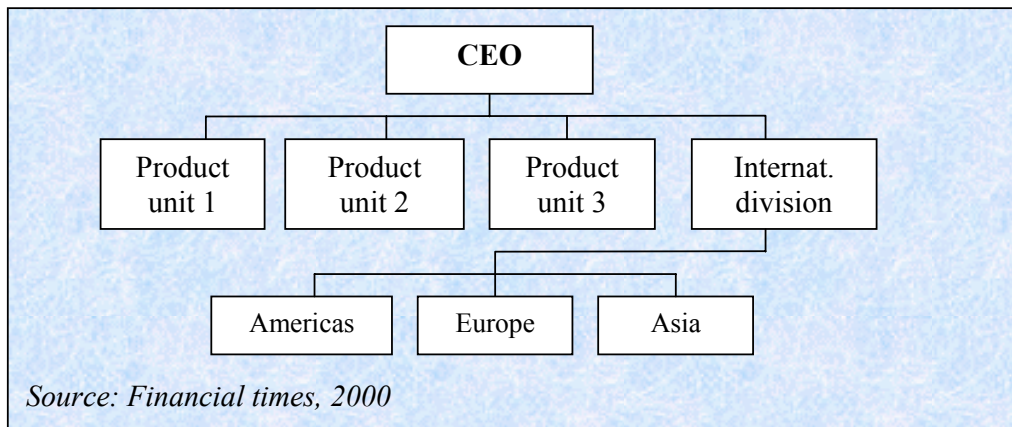 CEO
Product
unit 1
Product
unit 2
Product
unit 3
Internat.
division
Americas
Europe
Asia
Source: Financial times, 2000